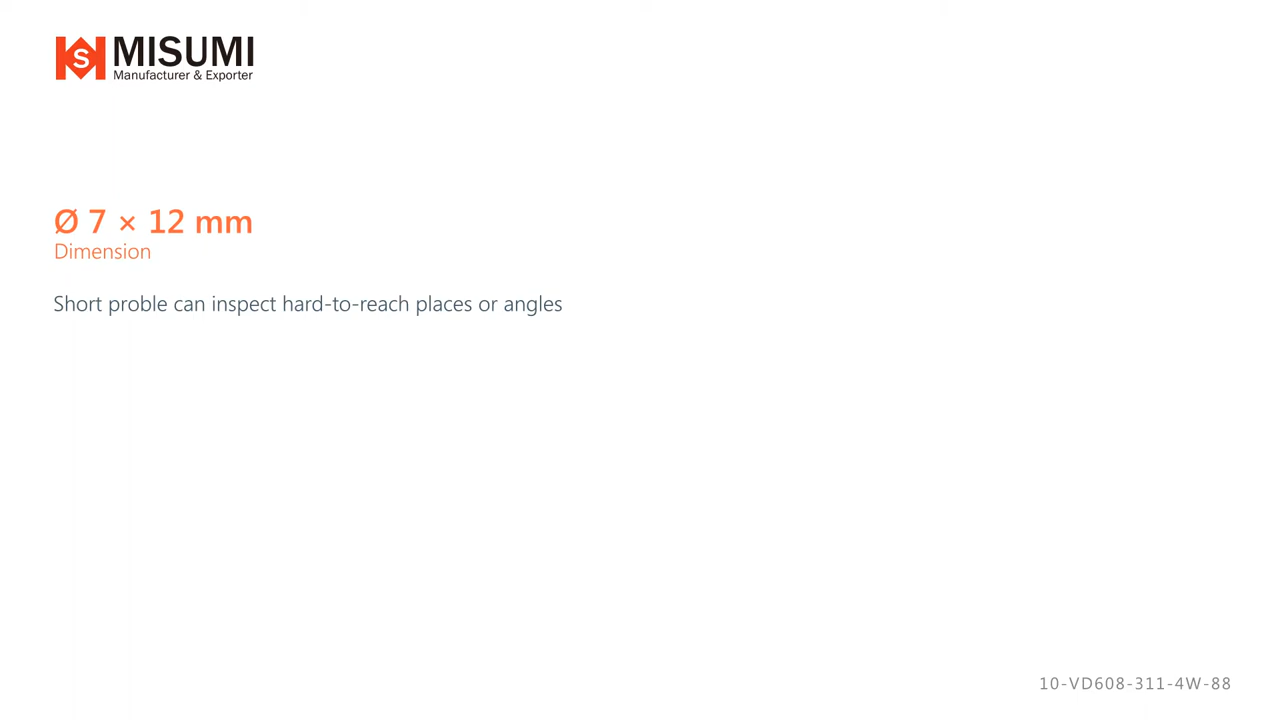 MISUMI
Manufacturer & Exporter
Ø 7 × 12 mm
Dimension
Short proble can inspect hard-to-reach places or angles
10-VD608-311-4W-88